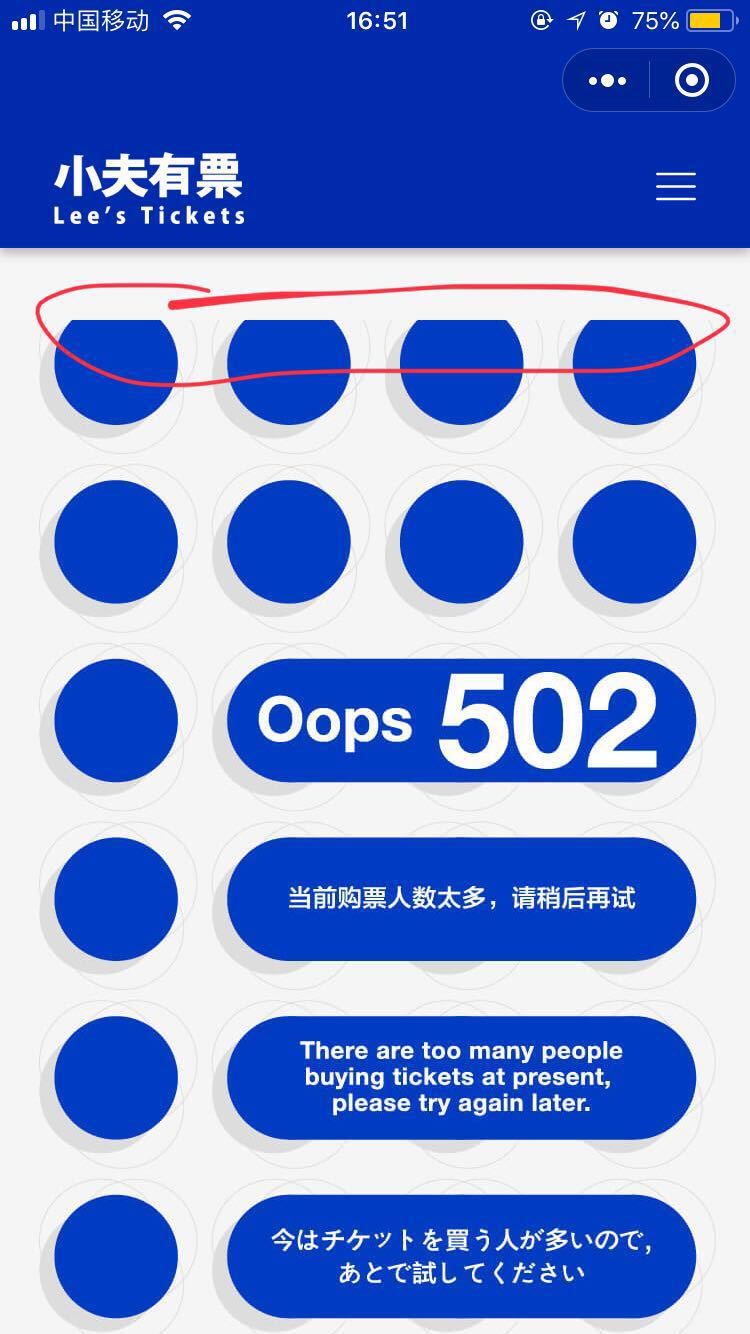 中国移动
16:51
75%
小夫有票
Lee's Tickets
Oops 502
当前购票人数太多，请稍后再试
There are too many people
buying tickets at present,
please try again later.
今はチケットを買う人が多いので,
あとで試してください